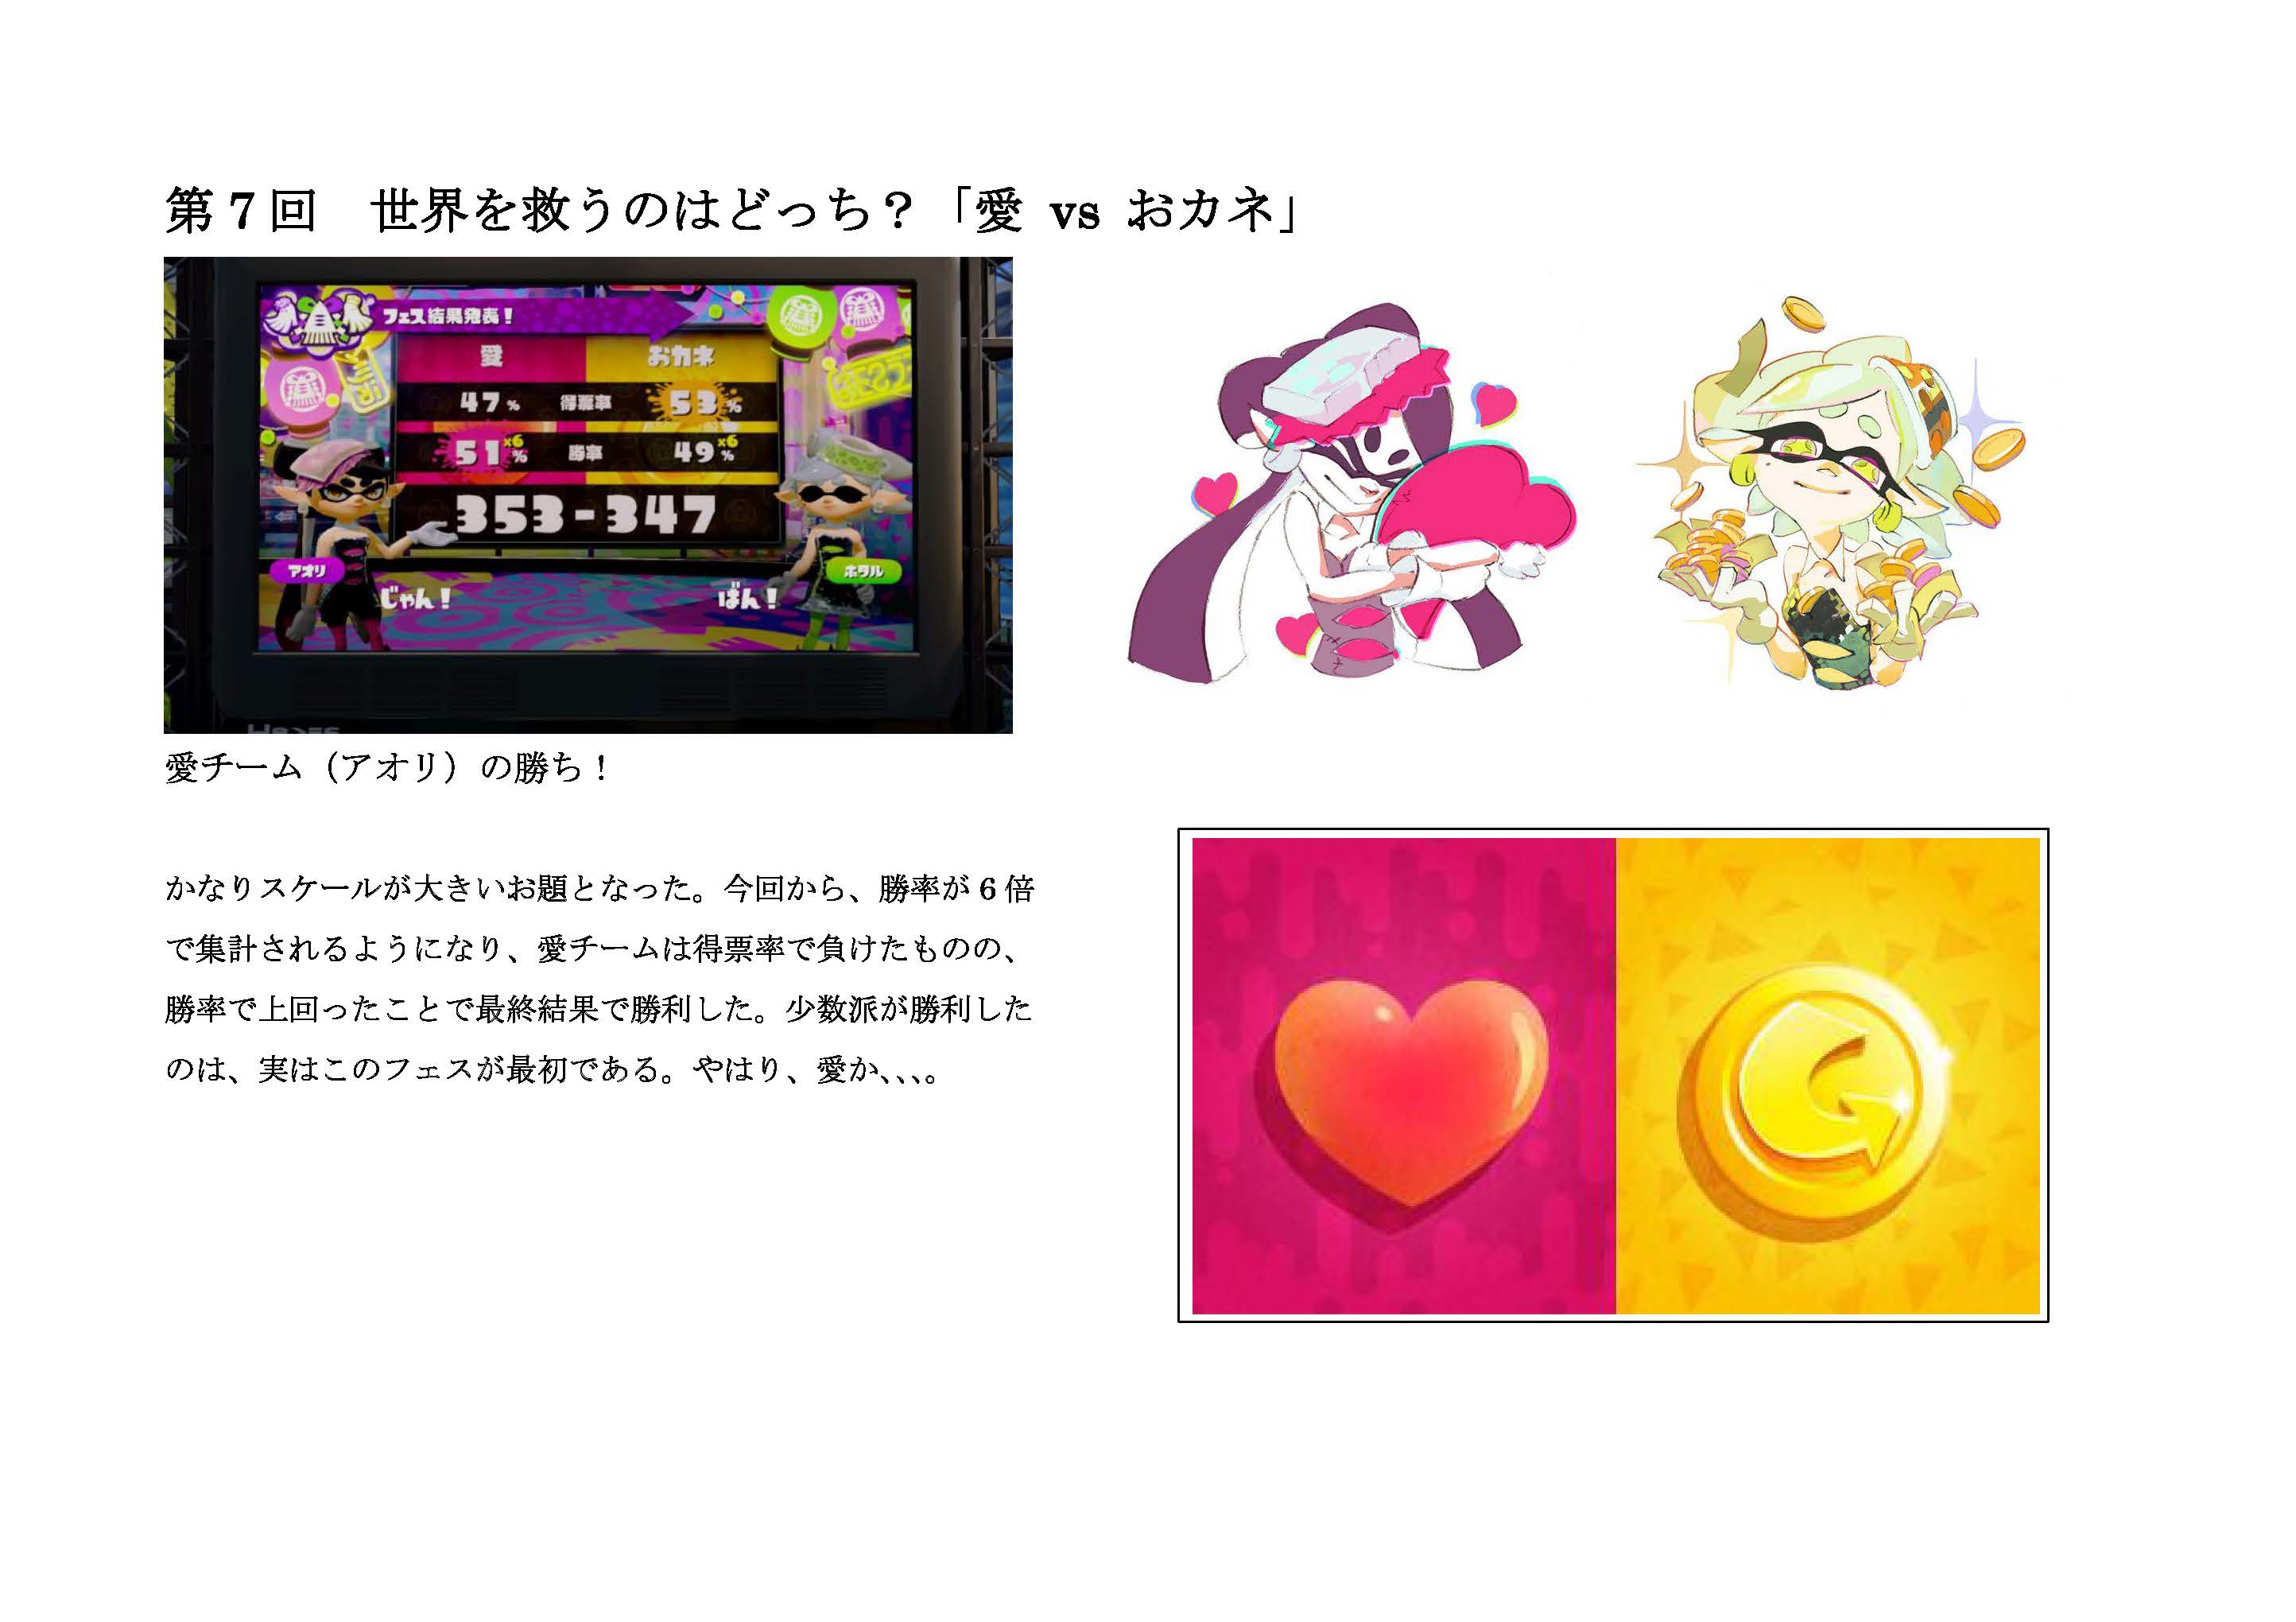 第7回　世界を救うのはどっち？「愛 vs おカネ」
フェス結果発表！
愛 おカネ
47% 得票率 53%
51% ×6 勝率 49% ×6
353-347
アオリ ホタル
じゃん！ ばん！
愛チーム（アオリ）の勝ち！
かなりスケールが大きいお題となった。今回から、勝率が6倍
で集計されるようになり、愛チームは得票率で負けたものの、
勝率で上回ったことで最終結果で勝利した。少数派が勝利した
のは、実はこのフェスが最初である。やはり、愛か、、、。